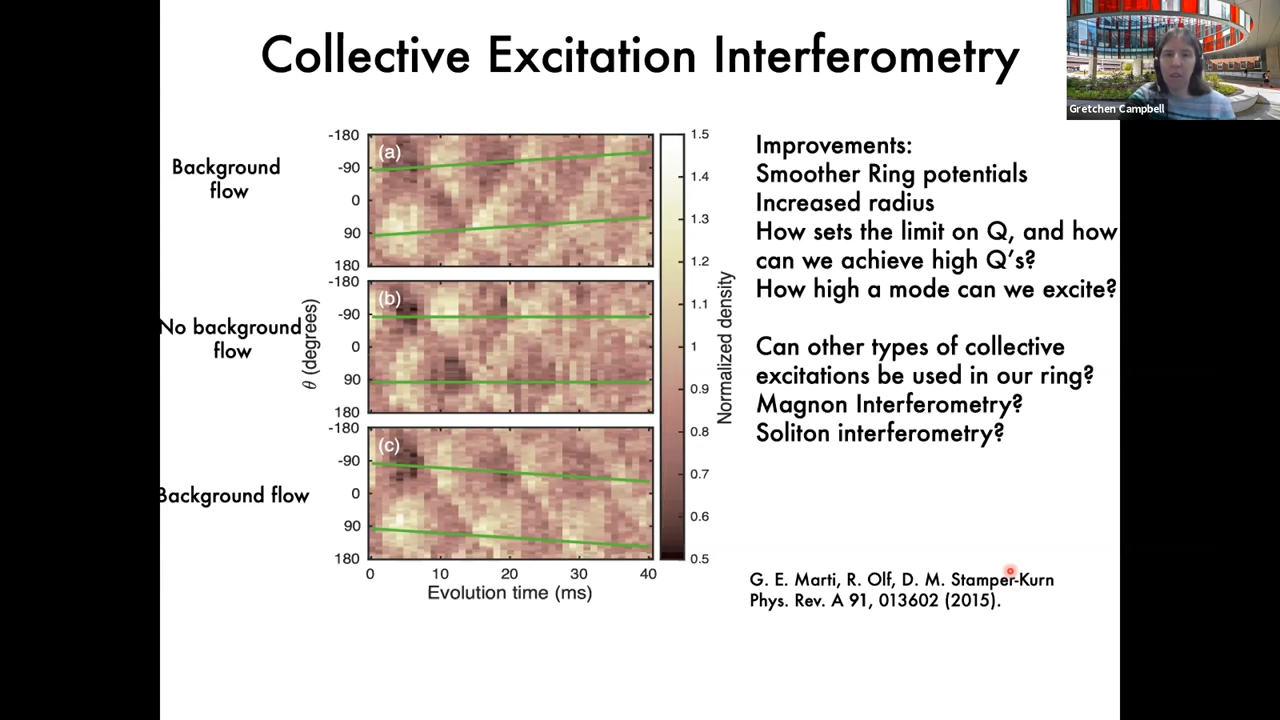 Collective Excitation Interferometry
Gretchen Campbell
Background
flow
No background
flow
Background flow
θ (degrees)
-180
-90
0
90
180
-180
-90
0
90
180
-180
-90
0
90
180
(a)
(b)
(c)
0
10
20
30
40
Evolution time (ms)
1.5
1.4
1.3
1.2
1.1
1
0.9
0.8
0.7
0.6
0.5
Normalized density
Improvements:
Smoother Ring potentials
Increased radius
How sets the limit on Q, and how
can we achieve high Q's?
How high a mode can we excite?
Can other types of collective
excitations be used in our ring?
Magnon Interferometry?
Soliton interferometry?
G. E. Marti, R. Olf, D. M. Stamper-Kurn
Phys. Rev. A 91, 013602 (2015).